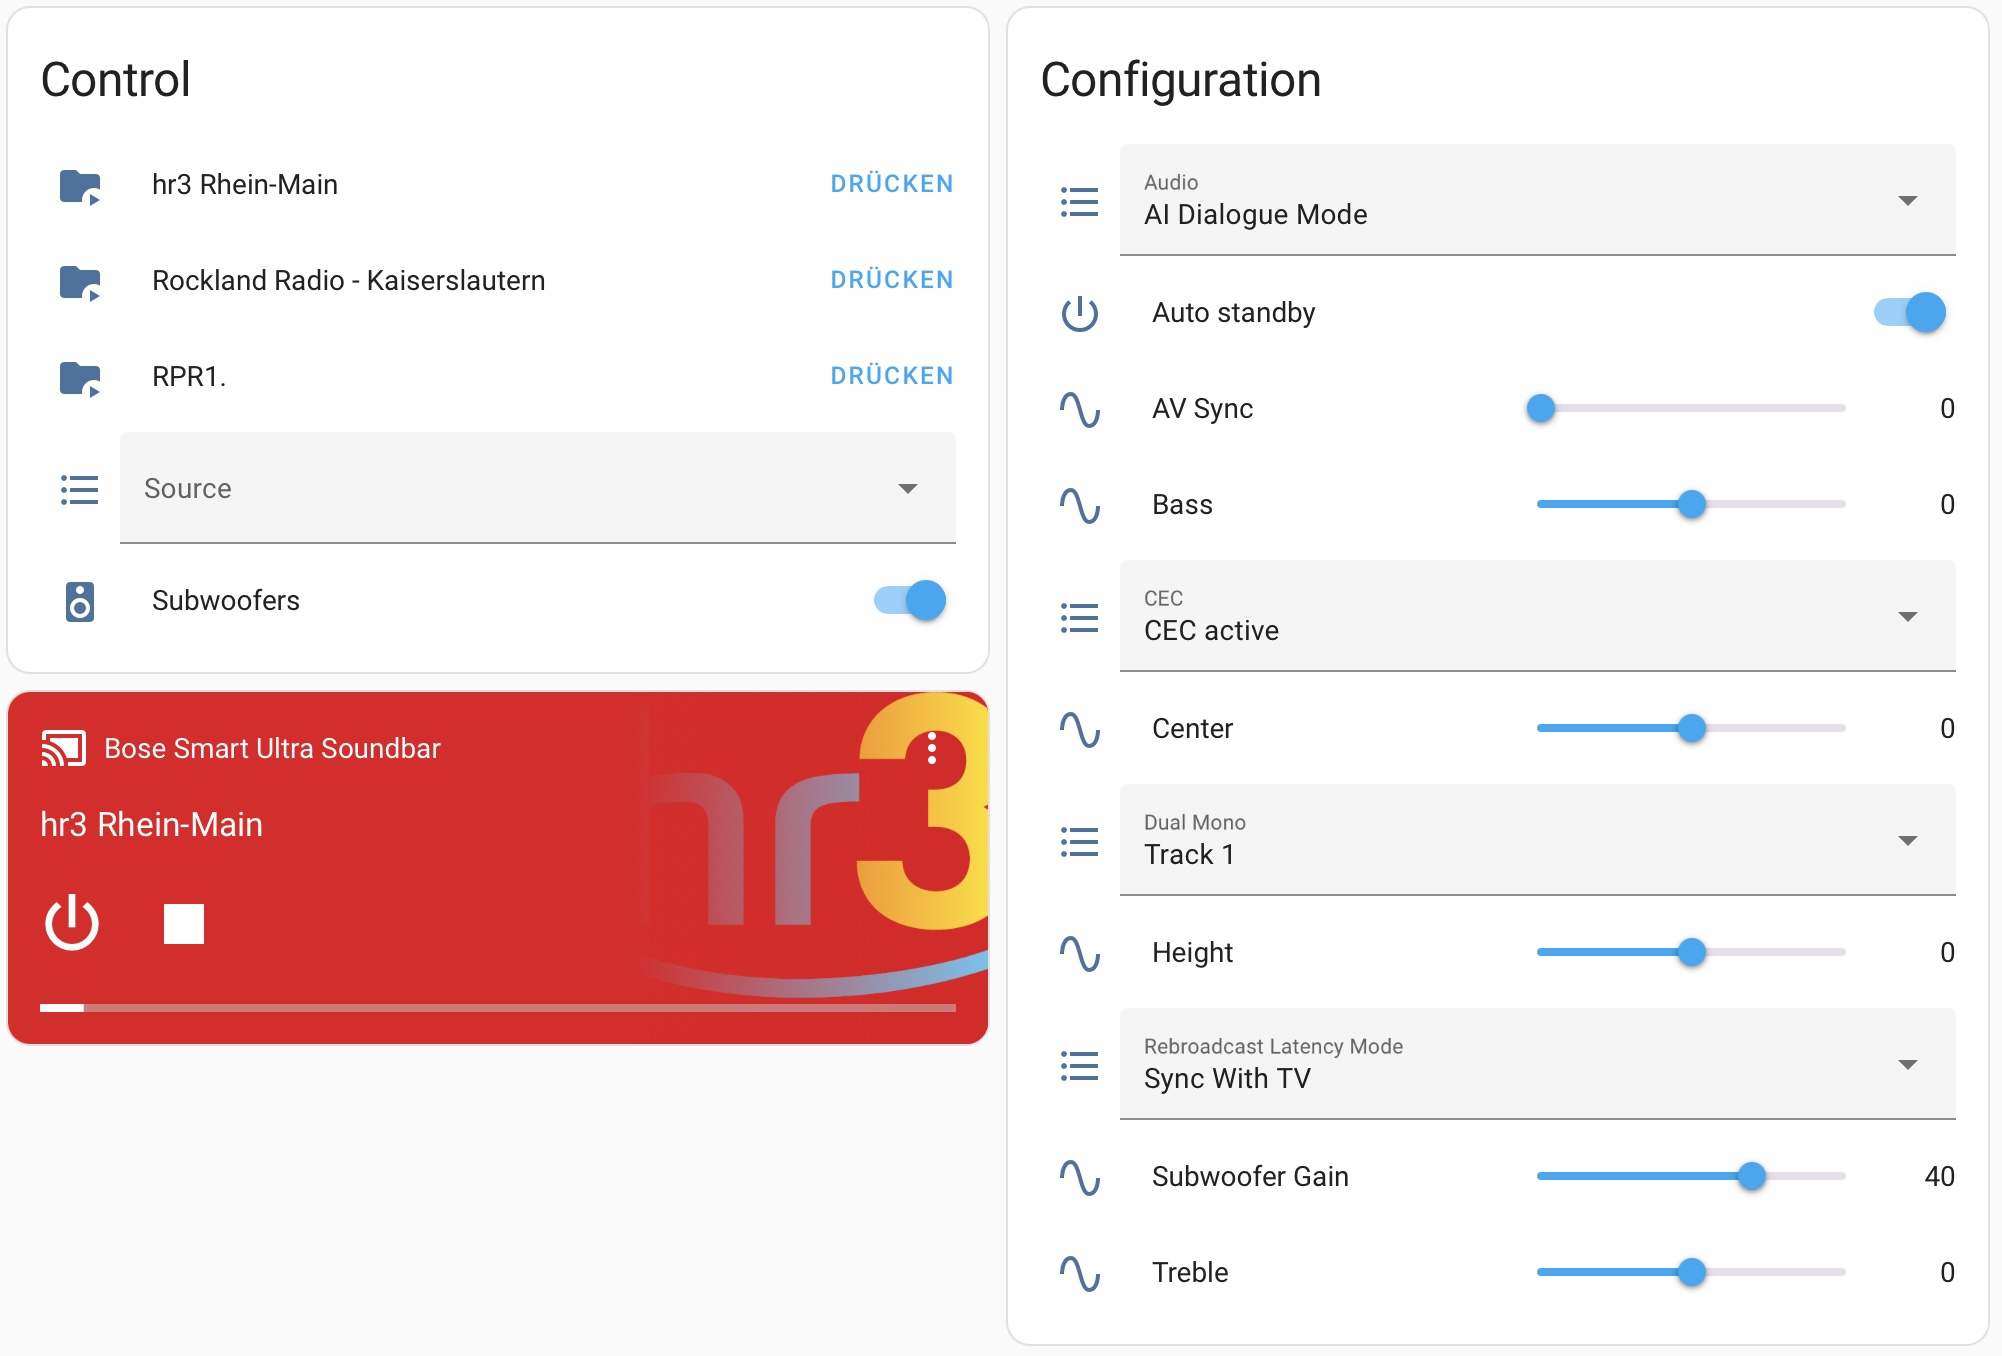 Control
hr3 Rhein-Main DRÜCKEN
Rockland Radio - Kaiserslautern DRÜCKEN
RPR1. DRÜCKEN
Source
Subwoofers
Bose Smart Ultra Soundbar
hr3 Rhein-Main
hr3
Configuration
Audio
AI Dialogue Mode
Auto standby
AV Sync 0
Bass 0
CEC
CEC active
Center 0
Dual Mono
Track 1
Height 0
Rebroadcast Latency Mode
Sync With TV
Subwoofer Gain 40
Treble 0